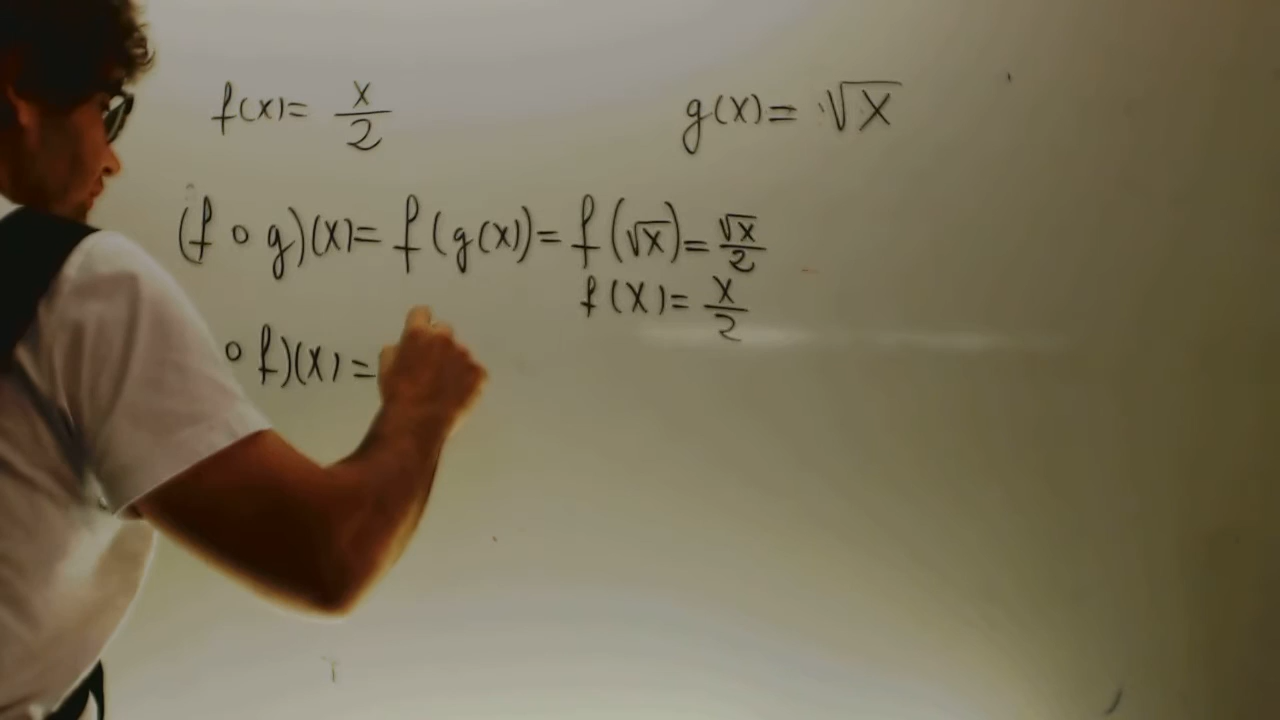 f(x)= x/2
g(x)= √x
(f ∘ g)(x)= f(g(x))= f(√x)= √x/2
f(x)= x/2
∘ f)(x)=